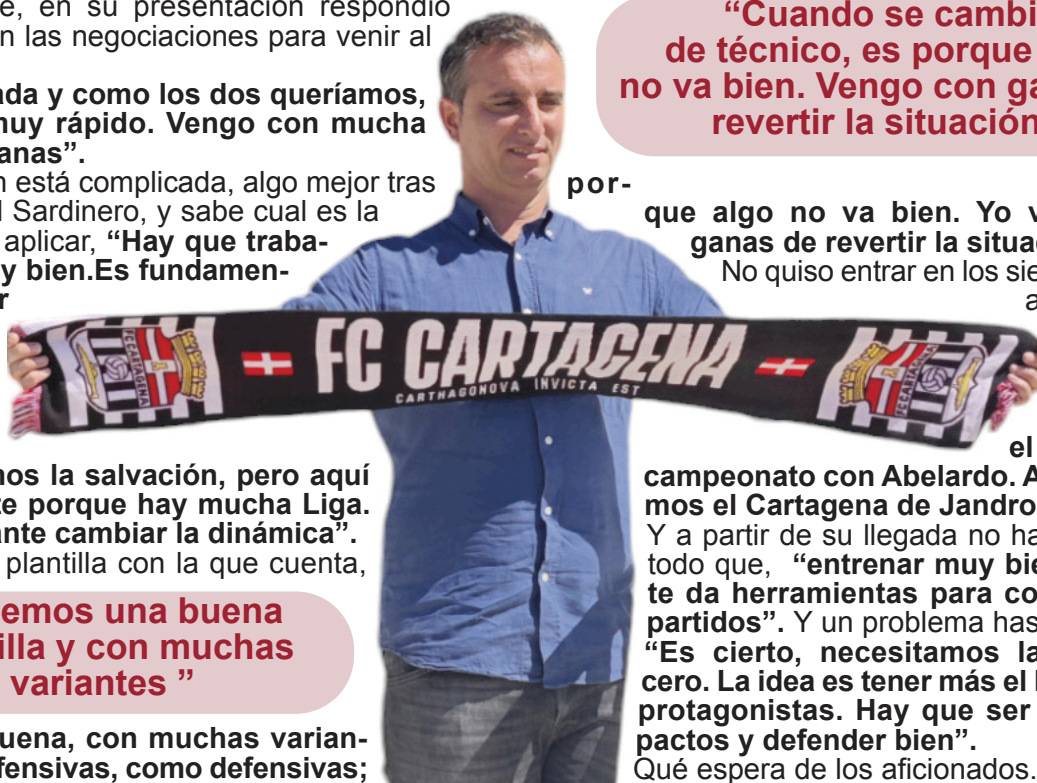 e, en su presentación respondió
n las negociaciones para venir al
ada y como los dos queríamos,
muy rápido. Vengo con mucha
anas”.
n está complicada, algo mejor tras
l Sardinero, y sabe cual es la
aplicar, “Hay que traba-
y bien.Es fundamen-
r
mos la salvación, pero aquí
te porque hay mucha Liga.
ante cambiar la dinámica”.
plantilla con la que cuenta,
emos una buena
illa y con muchas
variantes ”
uena, con muchas varian-
fensivas, como defensivas;
FC CARTAGENA
CARTHAGONOVA INVICTA EST
FC CARTAGENA
FC CARTAGENA
“Cuando se cambi
de técnico, es porque
no va bien. Vengo con ga
revertir la situación
por-
que algo no va bien. Yo v
ganas de revertir la situa
No quiso entrar en los sie
a
el
campeonato con Abelardo. A
mos el Cartagena de Jandro
Y a partir de su llegada no ha
todo que, “entrenar muy bie
te da herramientas para co
partidos”. Y un problema has
“Es cierto, necesitamos la
cero. La idea es tener más el
protagonistas. Hay que ser
pactos y defender bien”.
Qué espera de los aficionados.